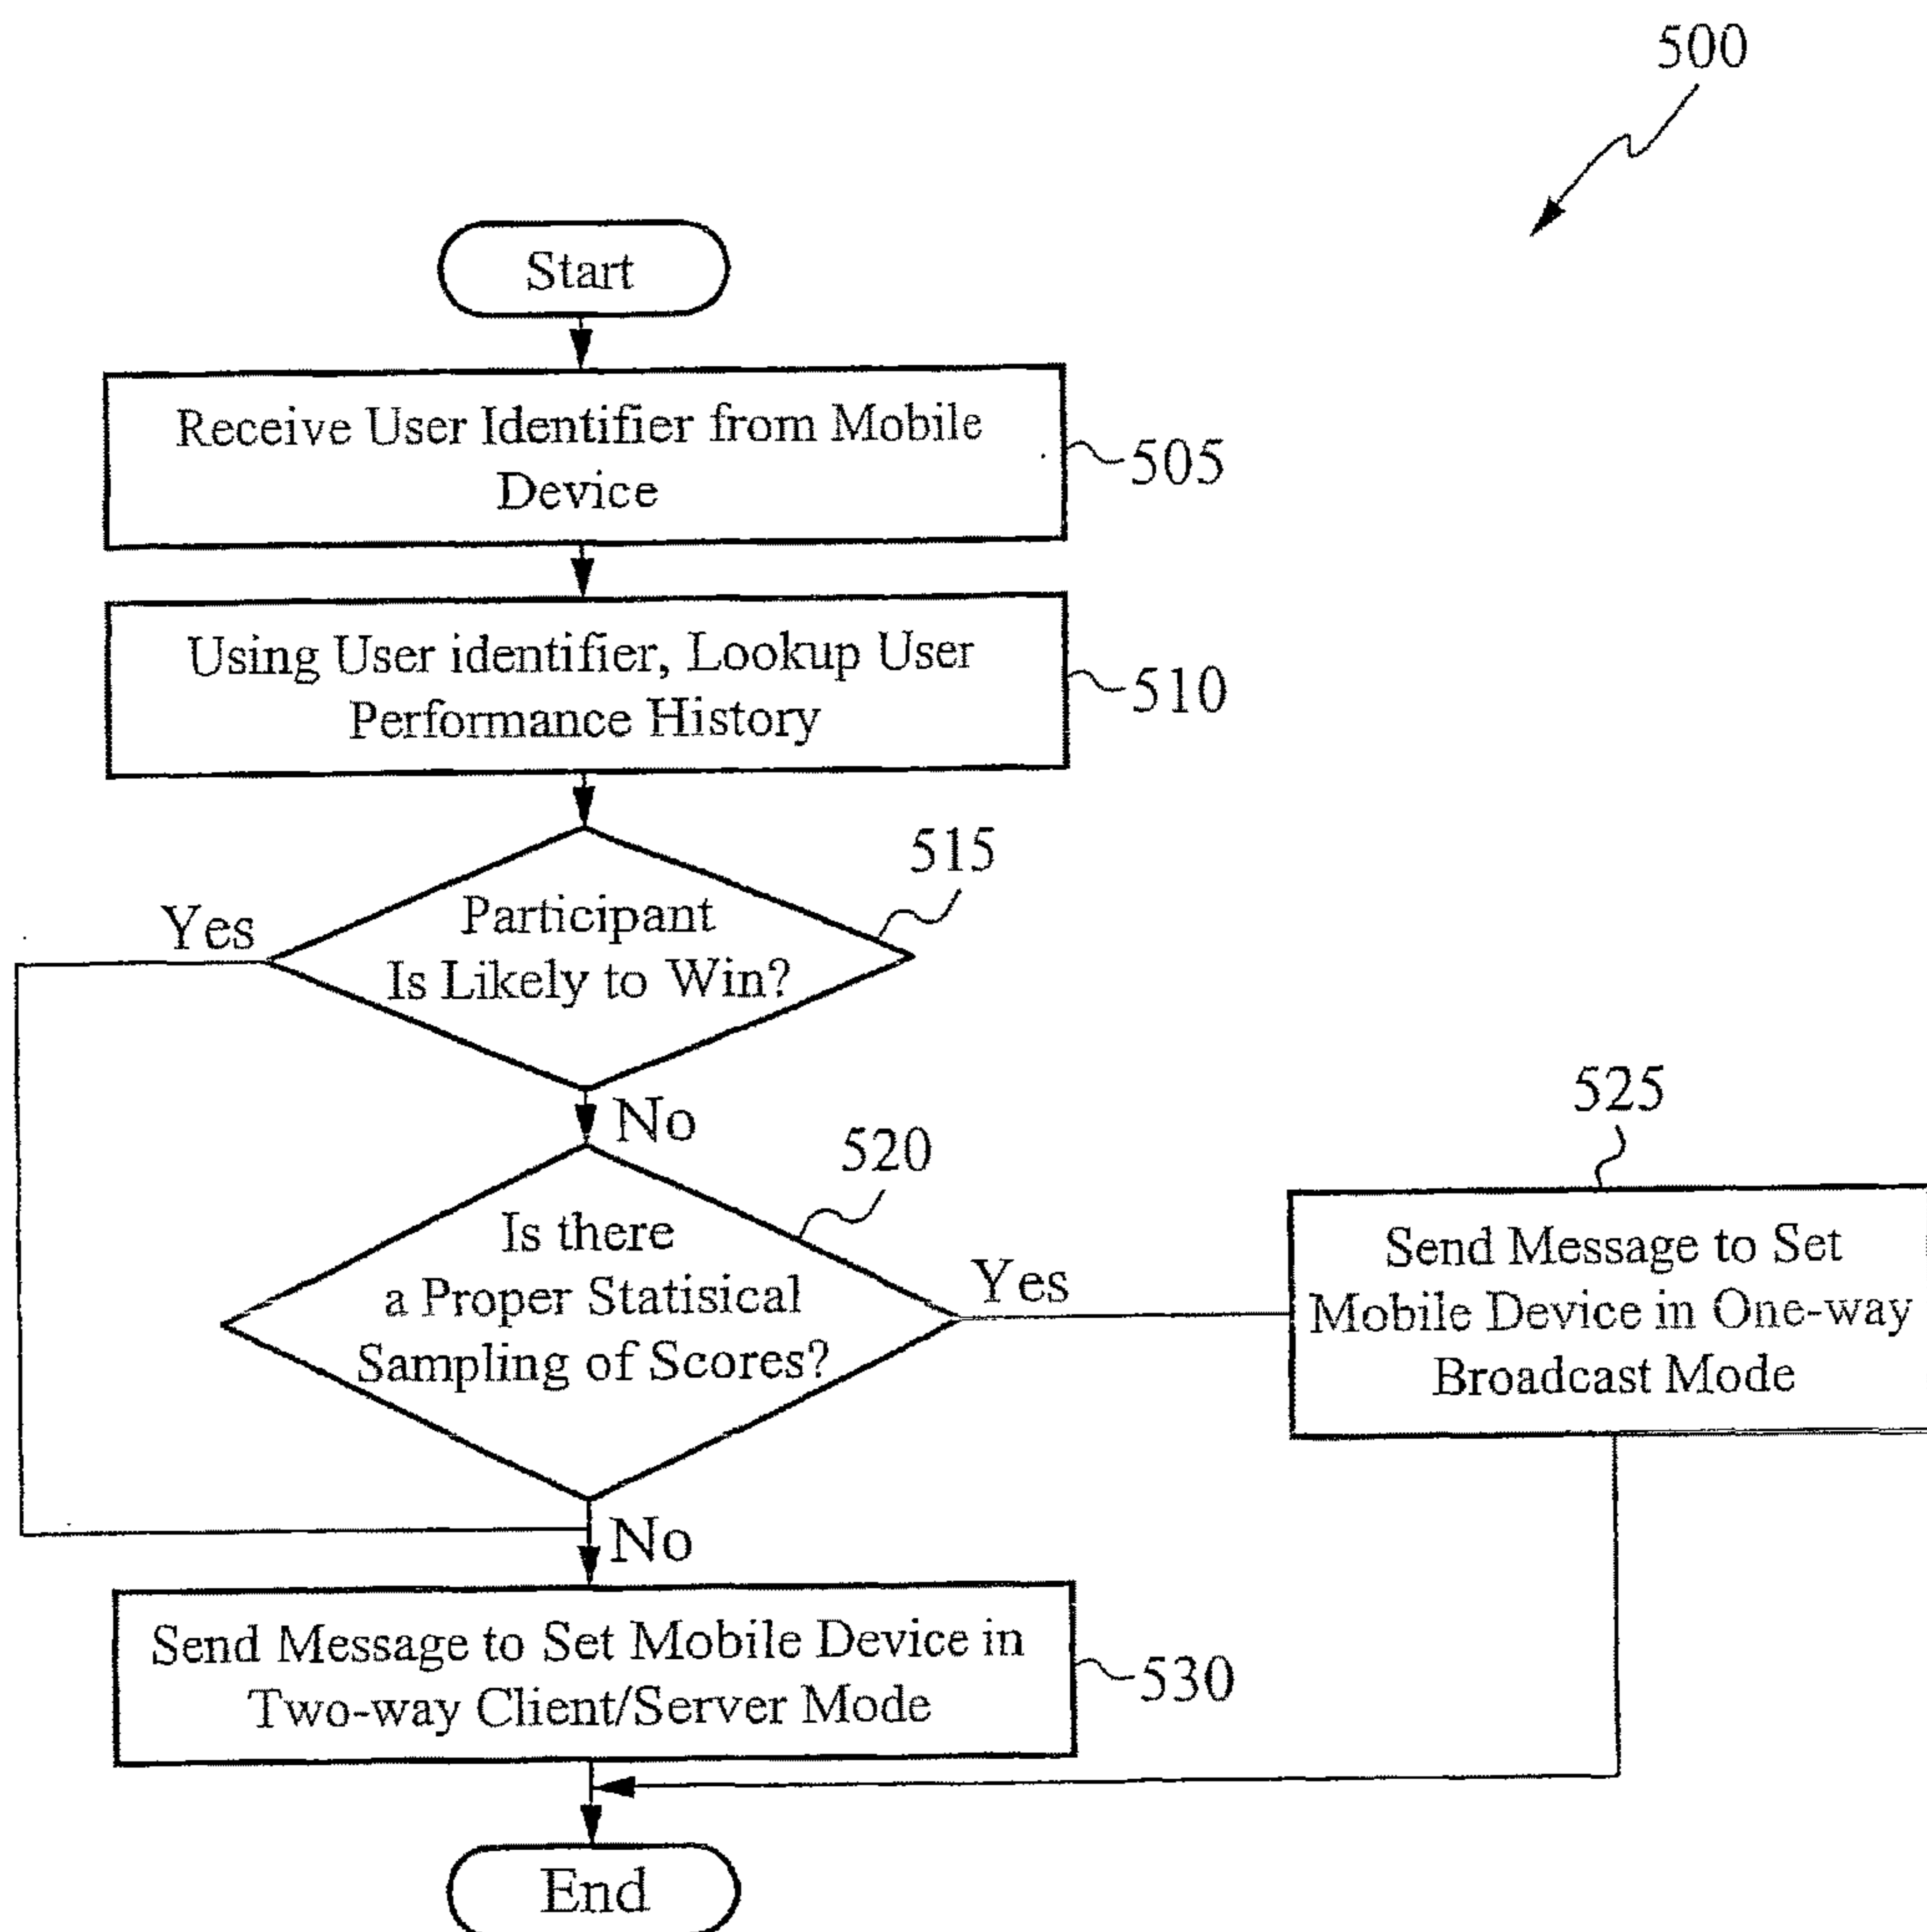 500
Start
Receive User Identifier from Mobile
Device
505
Using User identifier, Lookup User
Performance History
510
515
Participant
Is Likely to Win?
Yes
No
520
Is there
a Proper Statisical
Sampling of Scores?
Yes
525
Send Message to Set
Mobile Device in One-way
Broadcast Mode
No
Send Message to Set Mobile Device in
Two-way Client/Server Mode
530
End